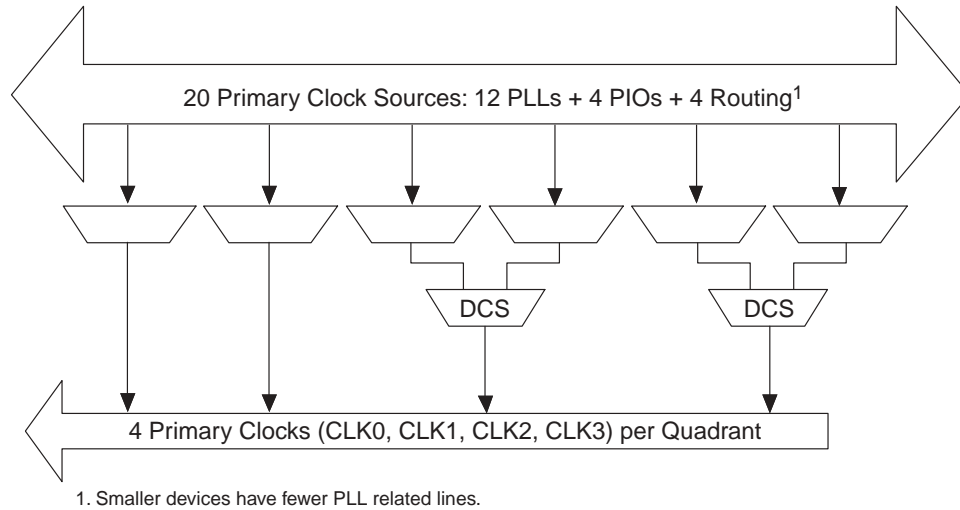 20 Primary Clock Sources: 12 PLLs + 4 PIOs + 4 Routing¹
DCS
DCS
4 Primary Clocks (CLK0, CLK1, CLK2, CLK3) per Quadrant
1. Smaller devices have fewer PLL related lines.